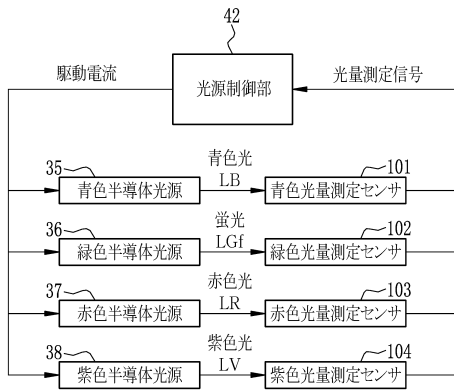 42
駆動電流
光源制御部
光量測定信号
35
青色半導体光源
青色光
LB
101
青色光量測定センサ
36
緑色半導体光源
蛍光
LGf
102
緑色光量測定センサ
37
赤色半導体光源
赤色光
LR
103
赤色光量測定センサ
38
紫色半導体光源
紫色光
LV
104
紫色光量測定センサ